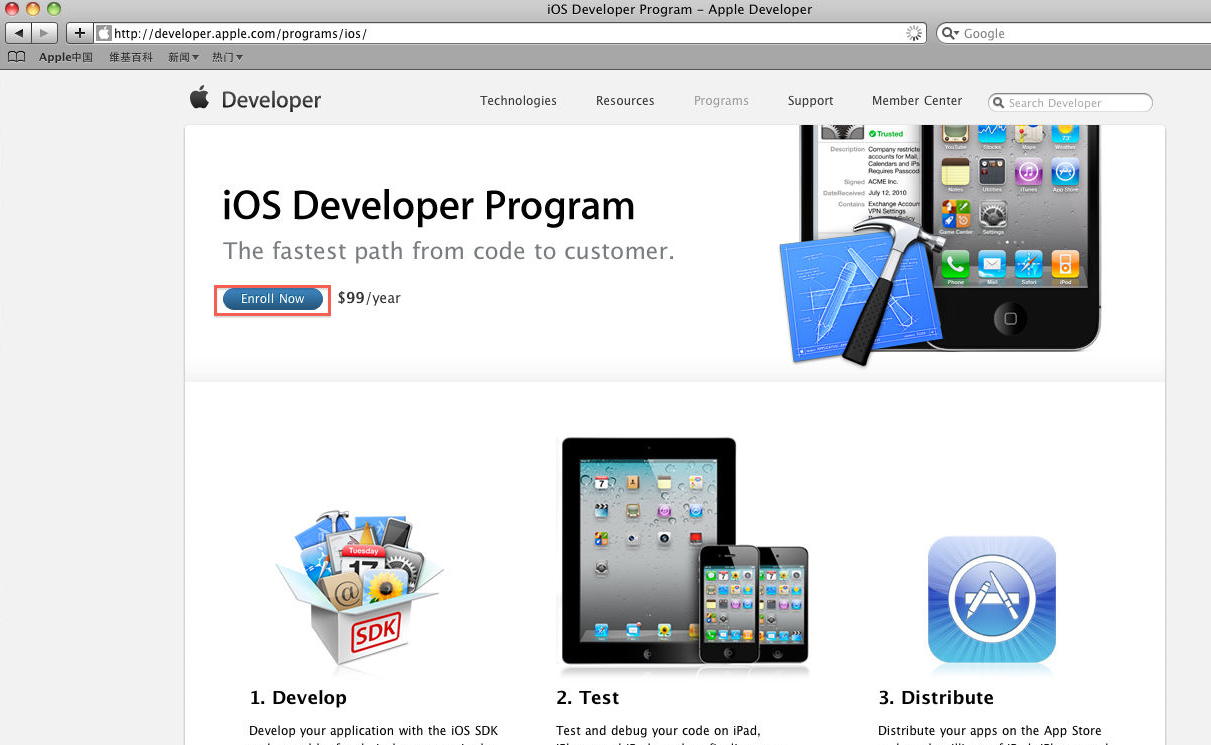 iOS Developer Program – Apple Developer
http://developer.apple.com/programs/ios/
Google
Apple中国 维基百科 新闻▾ 热门▾
Developer
Technologies Resources Programs Support Member Center Search Developer
Trusted
Description Company restricte
accounts for Mail,
Calendars and iPs
Requires Passcod
Signed ACME Inc.
DateReceived July 12, 2010
Contains Exchange Accoun
VPN Settings
YouTube Stocks Maps Weather
73°
Notes Utilities iTunes App Store
Game Center Settings
Phone Mail Safari iPod
iOS Developer Program
The fastest path from code to customer.
Enroll Now $99/year
Tuesday
17
SDK
1. Develop
Develop your application with the iOS SDK
2. Test
Test and debug your code on iPad,
3. Distribute
Distribute your apps on the App Store